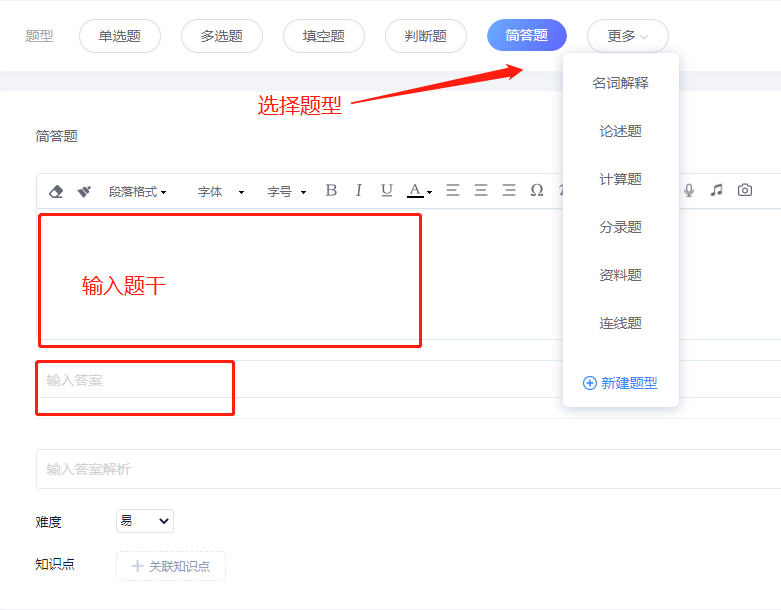 题型 单选题 多选题 填空题 判断题 简答题 更多
选择题型
名词解释
论述题
计算题
分录题
资料题
连线题
新建题型
简答题
段落格式 字体 字号 B I U A Ω
输入题干
输入答案
输入答案解析
难度 易
知识点 关联知识点